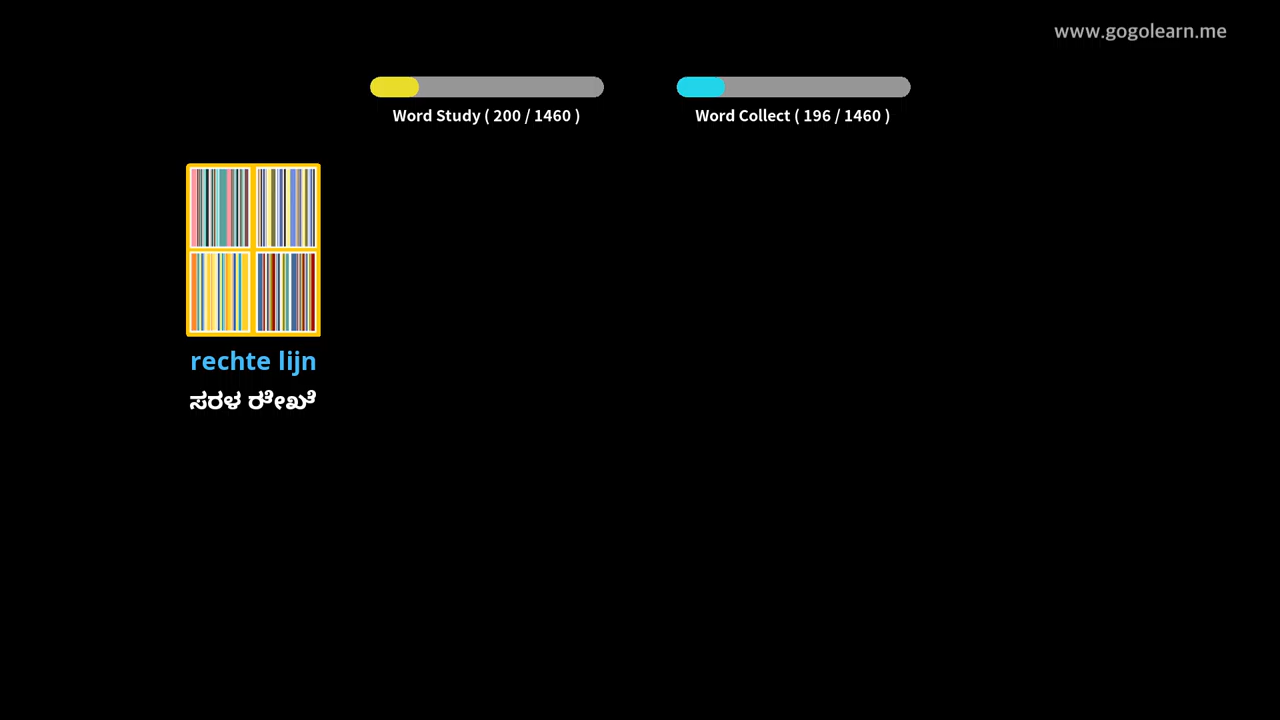 www.gogolearn.me
Word Study ( 200 / 1460 )
Word Collect ( 196 / 1460 )
rechte lijn
ಸರಳ ರೇಖೆ